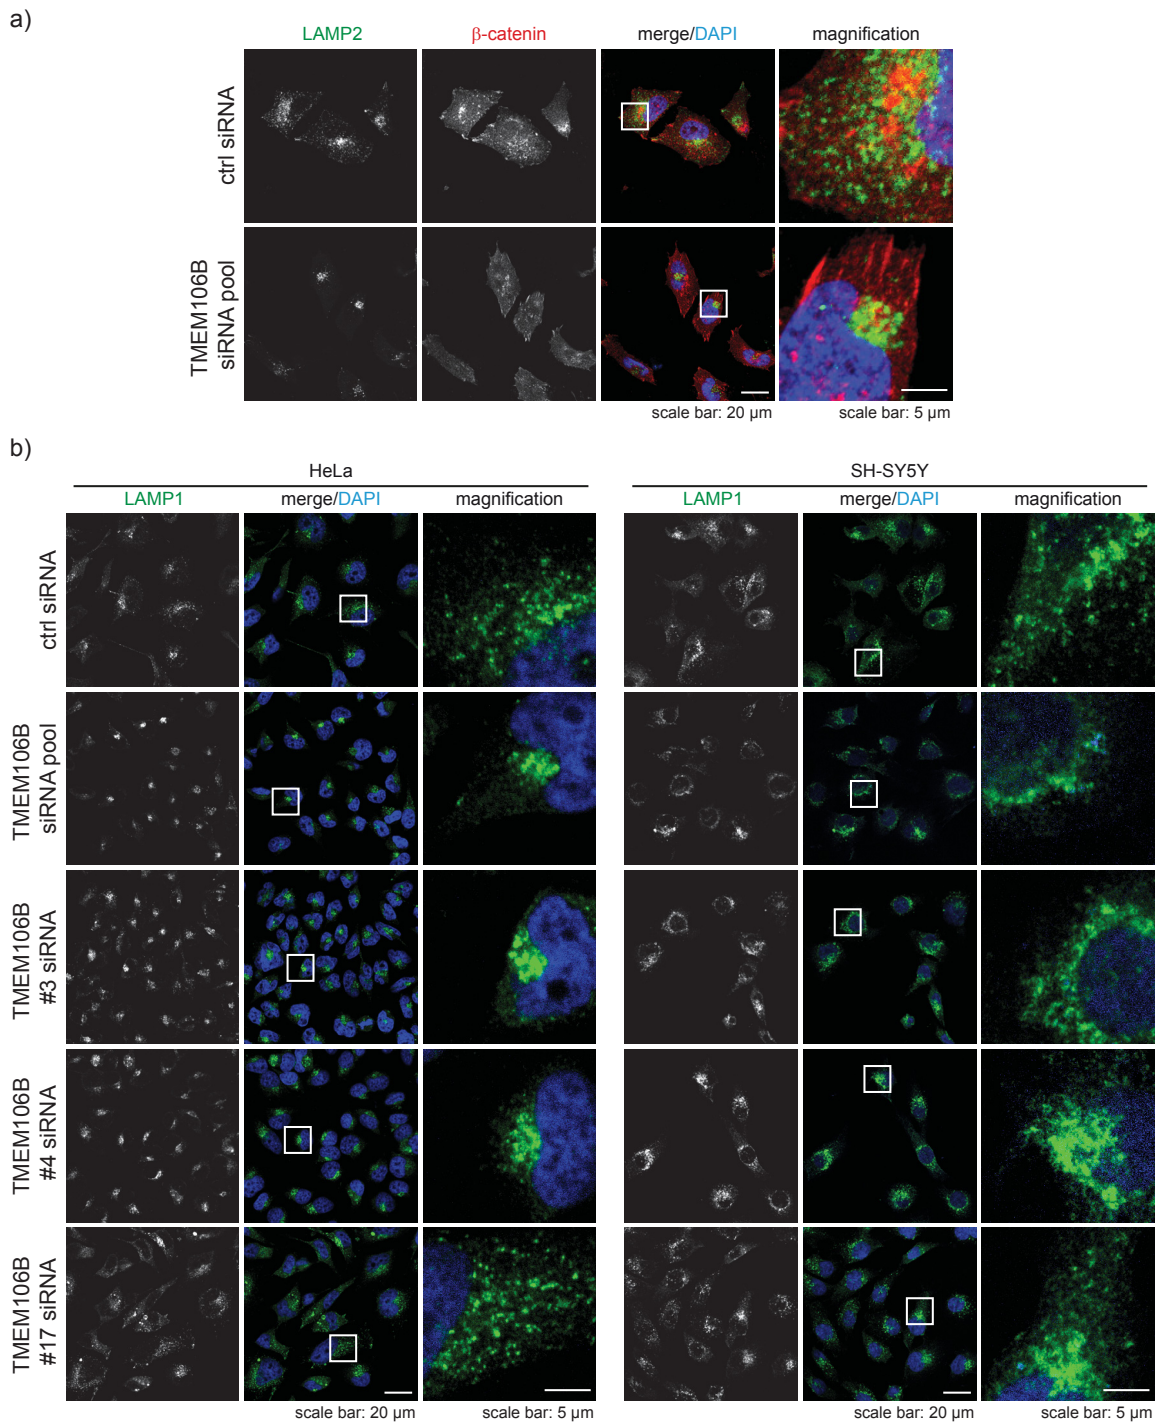 a)
LAMP2 β-catenin merge/DAPI magnification
ctrl siRNA
TMEM106B
siRNA pool
scale bar: 20 µm scale bar: 5 µm
b)
HeLa SH-SY5Y
LAMP1 merge/DAPI magnification LAMP1 merge/DAPI magnification
ctrl siRNA
TMEM106B
siRNA pool
TMEM106B
#3 siRNA
TMEM106B
#4 siRNA
TMEM106B
#17 siRNA
scale bar: 20 µm scale bar: 5 µm scale bar: 20 µm scale bar: 5 µm